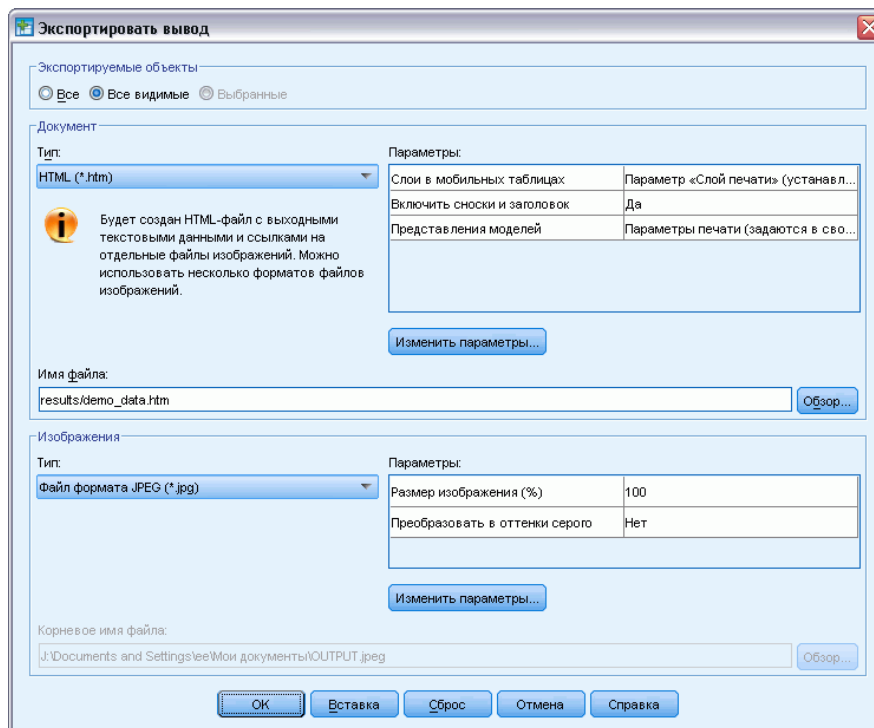 Экспортировать вывод
Экспортируемые объекты
Все Все видимые Выбранные
Документ
Тип:
HTML (*.htm)
Будет создан HTML-файл с выходными
текстовыми данными и ссылками на
отдельные файлы изображений. Можно
использовать несколько форматов файлов
изображений.
Параметры:
Слои в мобильных таблицах Параметр «Слой печати» (устанавл...
Включить сноски и заголовок Да
Представления моделей Параметры печати (задаются в сво...
Изменить параметры...
Имя файла:
results/demo_data.htm
Обзор...
Изображения
Тип:
Файл формата JPEG (*.jpg)
Параметры:
Размер изображения (%) 100
Преобразовать в оттенки серого Нет
Изменить параметры...
Корневое имя файла:
J:\Documents and Settings\ee\Мои документы\OUTPUT.jpeg
Обзор...
OK Вставка Сброс Отмена Справка